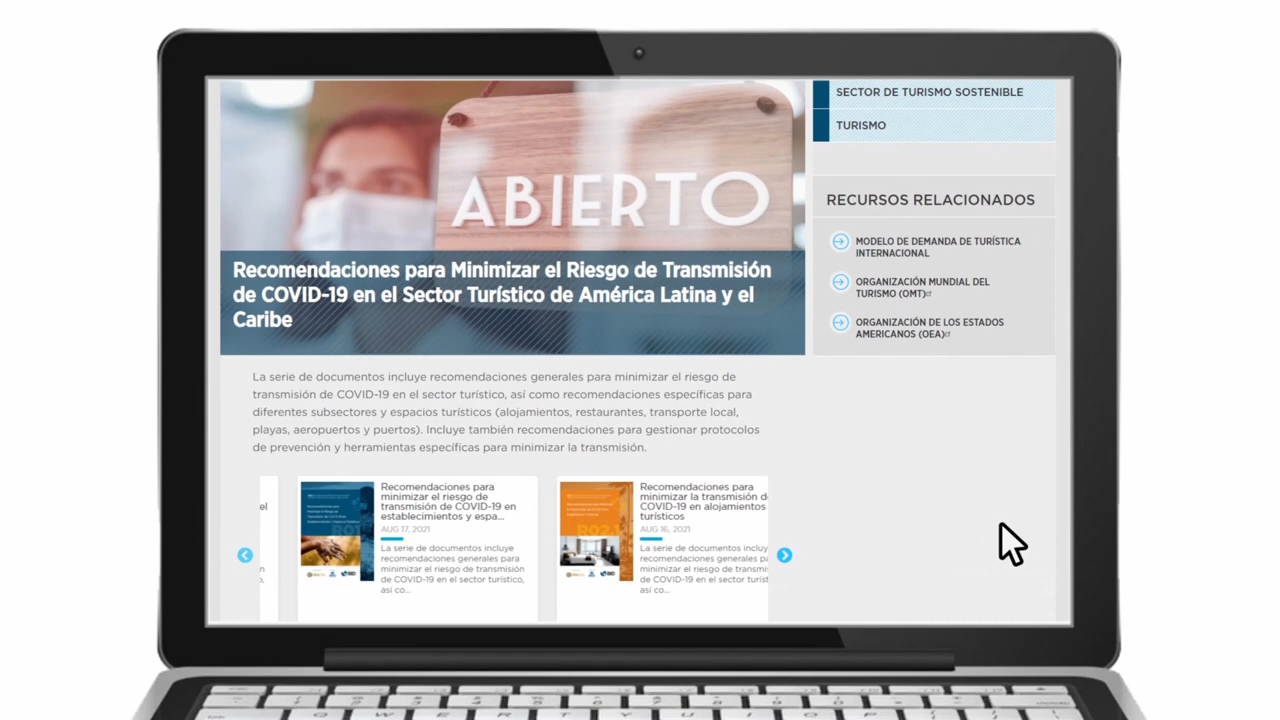 ABIERTO
Recomendaciones para Minimizar el Riesgo de Transmisión
de COVID-19 en el Sector Turístico de América Latina y el
Caribe
SECTOR DE TURISMO SOSTENIBLE
TURISMO
RECURSOS RELACIONADOS
MODELO DE DEMANDA DE TURÍSTICA
INTERNACIONAL
ORGANIZACIÓN MUNDIAL DEL
TURISMO (OMT)
ORGANIZACIÓN DE LOS ESTADOS
AMERICANOS (OEA)
La serie de documentos incluye recomendaciones generales para minimizar el riesgo de
transmisión de COVID-19 en el sector turístico, así como recomendaciones específicas para
diferentes subsectores y espacios turísticos (alojamientos, restaurantes, transporte local,
playas, aeropuertos y puertos). Incluye también recomendaciones para gestionar protocolos
de prevención y herramientas específicas para minimizar la transmisión.
el
n
o,
Recomendaciones para
minimizar el riesgo de
transmisión de COVID-19 en
establecimientos y espa...
AUG 17, 2021
La serie de documentos incluye
recomendaciones generales para
minimizar el riesgo de transmisión
de COVID-19 en el sector turístico,
así co...
BID
Recomendaciones para
minimizar la transmisión d
COVID-19 en alojamientos
turísticos
AUG 16, 2021
La serie de documentos incluy
recomendaciones generales pa
minimizar el riesgo de transmis
de COVID-19 en el sector turíst
así co...
BID
Q W E R T Y U I O P